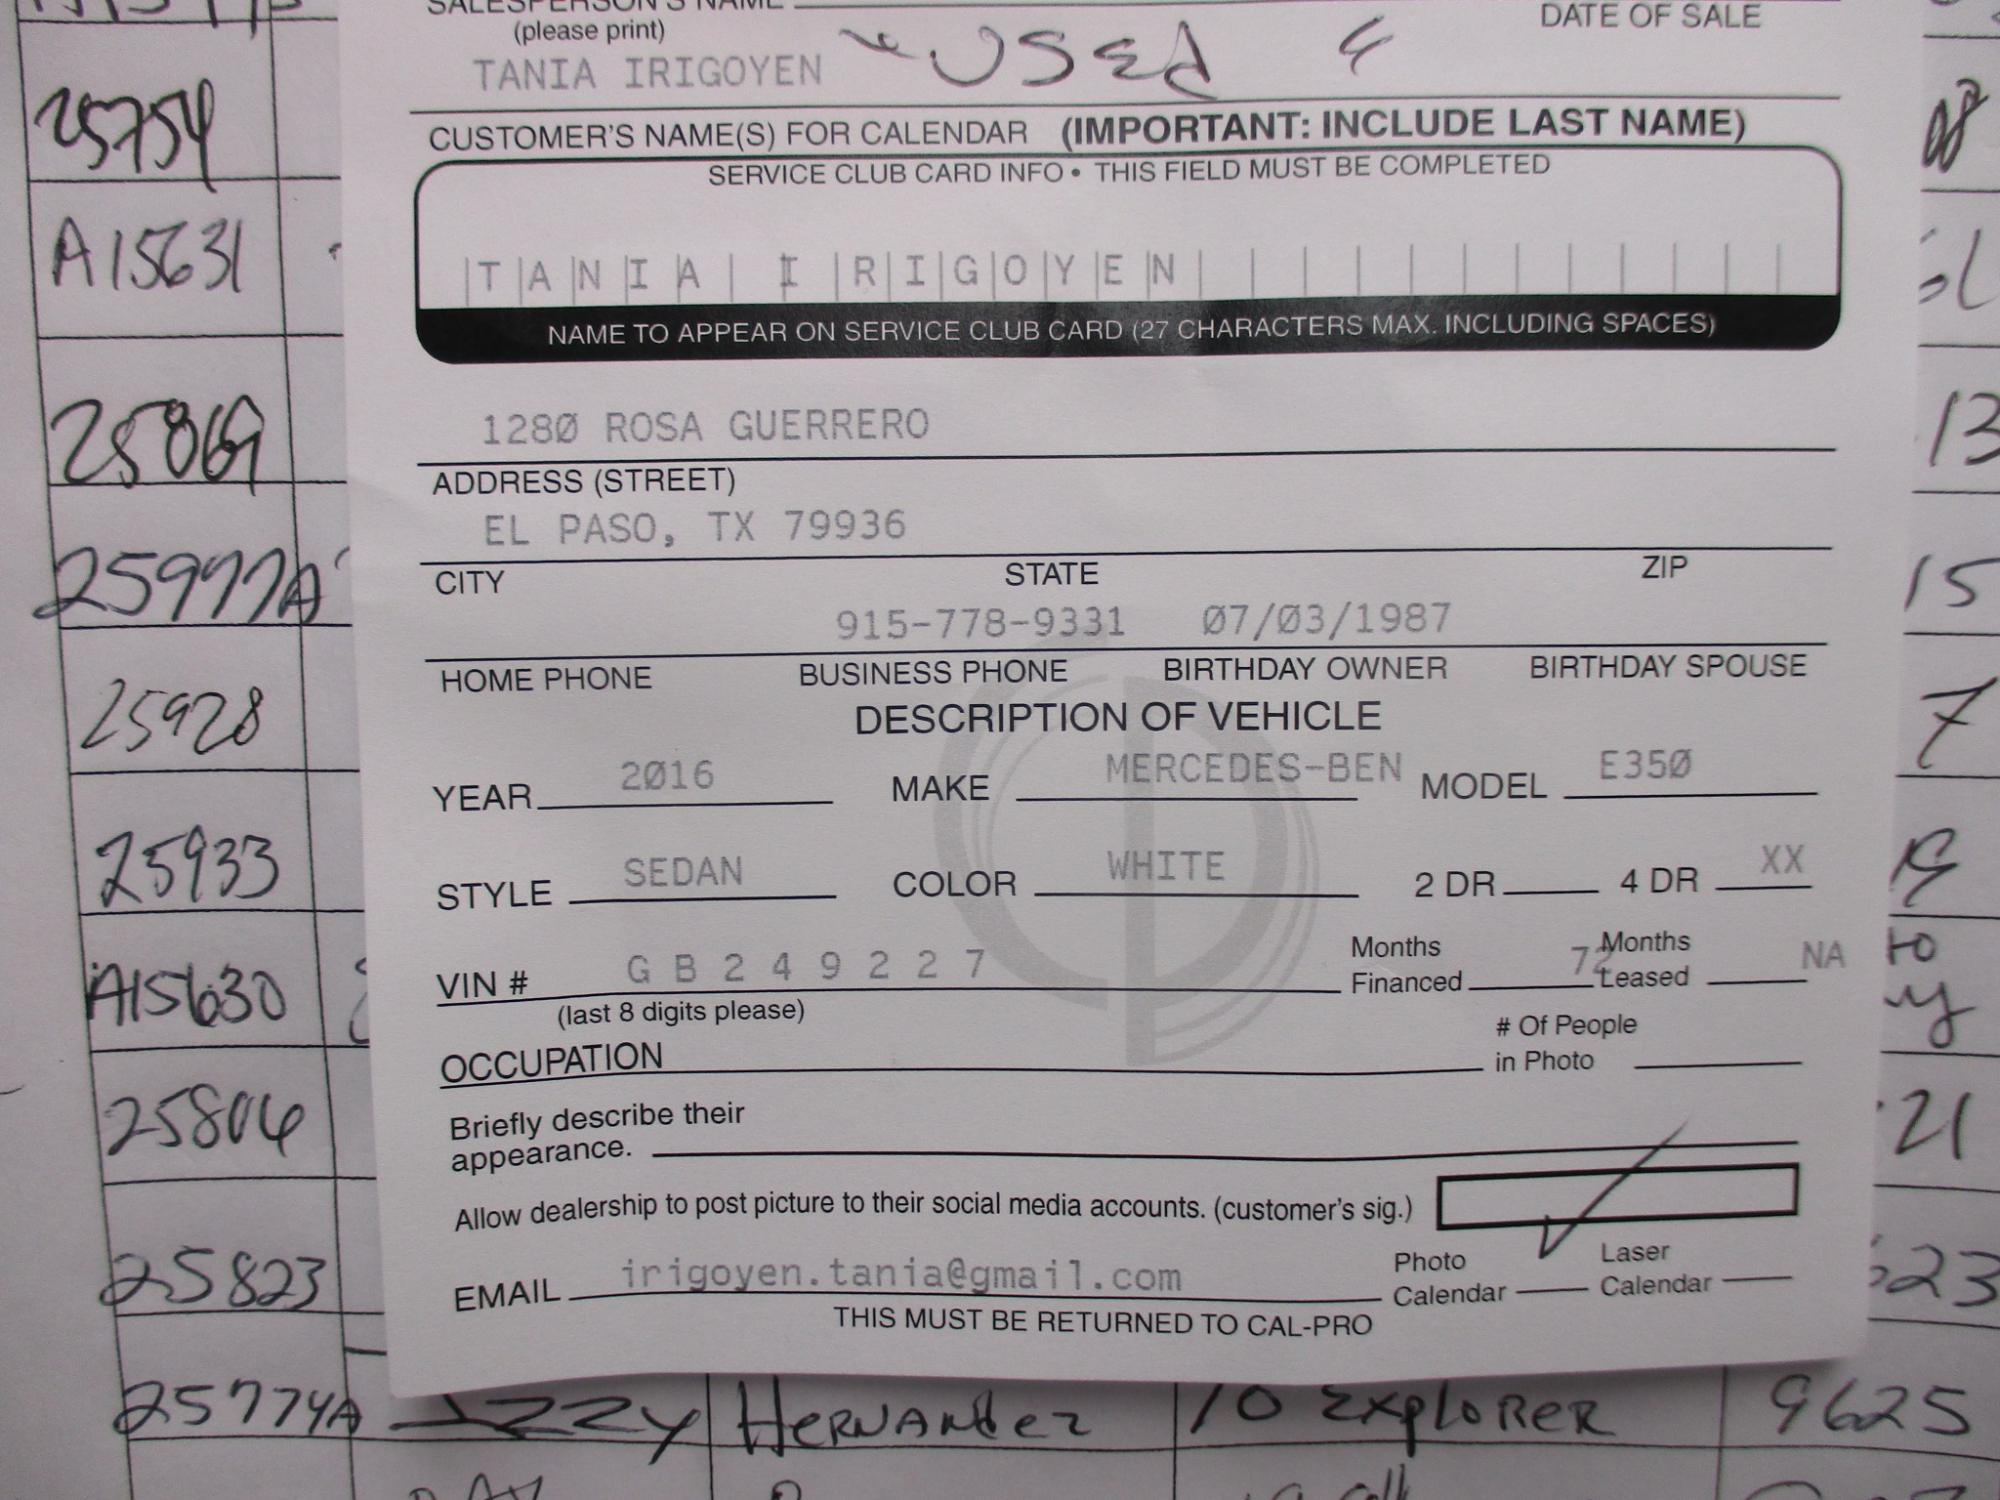 SALESPERSON'S NAME
(please print)
DATE OF SALE
TANIA IRIGOYEN USEd
CUSTOMER'S NAME(S) FOR CALENDAR (IMPORTANT: INCLUDE LAST NAME)
SERVICE CLUB CARD INFO • THIS FIELD MUST BE COMPLETED
TANIA IRIGOYEN
NAME TO APPEAR ON SERVICE CLUB CARD (27 CHARACTERS MAX. INCLUDING SPACES)
1280 ROSA GUERRERO
ADDRESS (STREET)
EL PASO, TX 79936
CITY STATE ZIP
915-778-9331 07/03/1987
HOME PHONE BUSINESS PHONE BIRTHDAY OWNER BIRTHDAY SPOUSE
DESCRIPTION OF VEHICLE
YEAR 2016 MAKE MERCEDES-BEN MODEL E350
STYLE SEDAN COLOR WHITE 2 DR 4 DR XX
VIN # GB249227 Months Financed 72 Months Leased NA
(last 8 digits please)
OCCUPATION # Of People in Photo
Briefly describe their
appearance.
Allow dealership to post picture to their social media accounts. (customer's sig.)
EMAIL irigoyen.tania@gmail.com Photo Calendar Laser Calendar
THIS MUST BE RETURNED TO CAL-PRO
25754
A15631
25869
25977A
25928
25933
A15630
25806
25823
25774A IZZY HERNANdEZ 10 ExploRER 9625
13
15
7
21
23